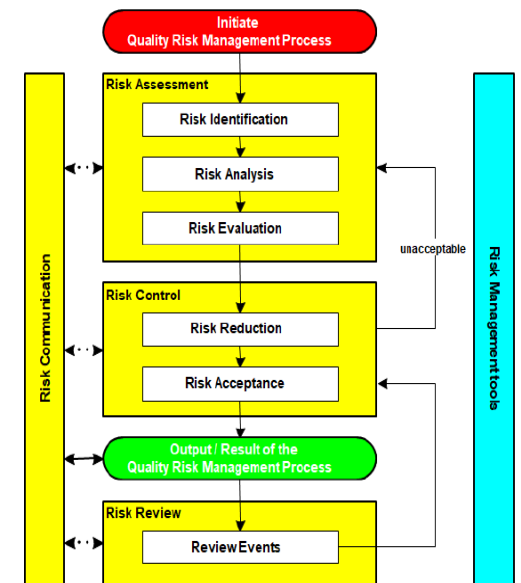 Initiate
Quality Risk Management Process
Risk Assessment
Risk Identification
Risk Analysis
Risk Evaluation
unacceptable
Risk Control
Risk Reduction
Risk Acceptance
Output / Result of the
Quality Risk Management Process
Risk Review
Review Events
Risk Communication
Risk Management tools